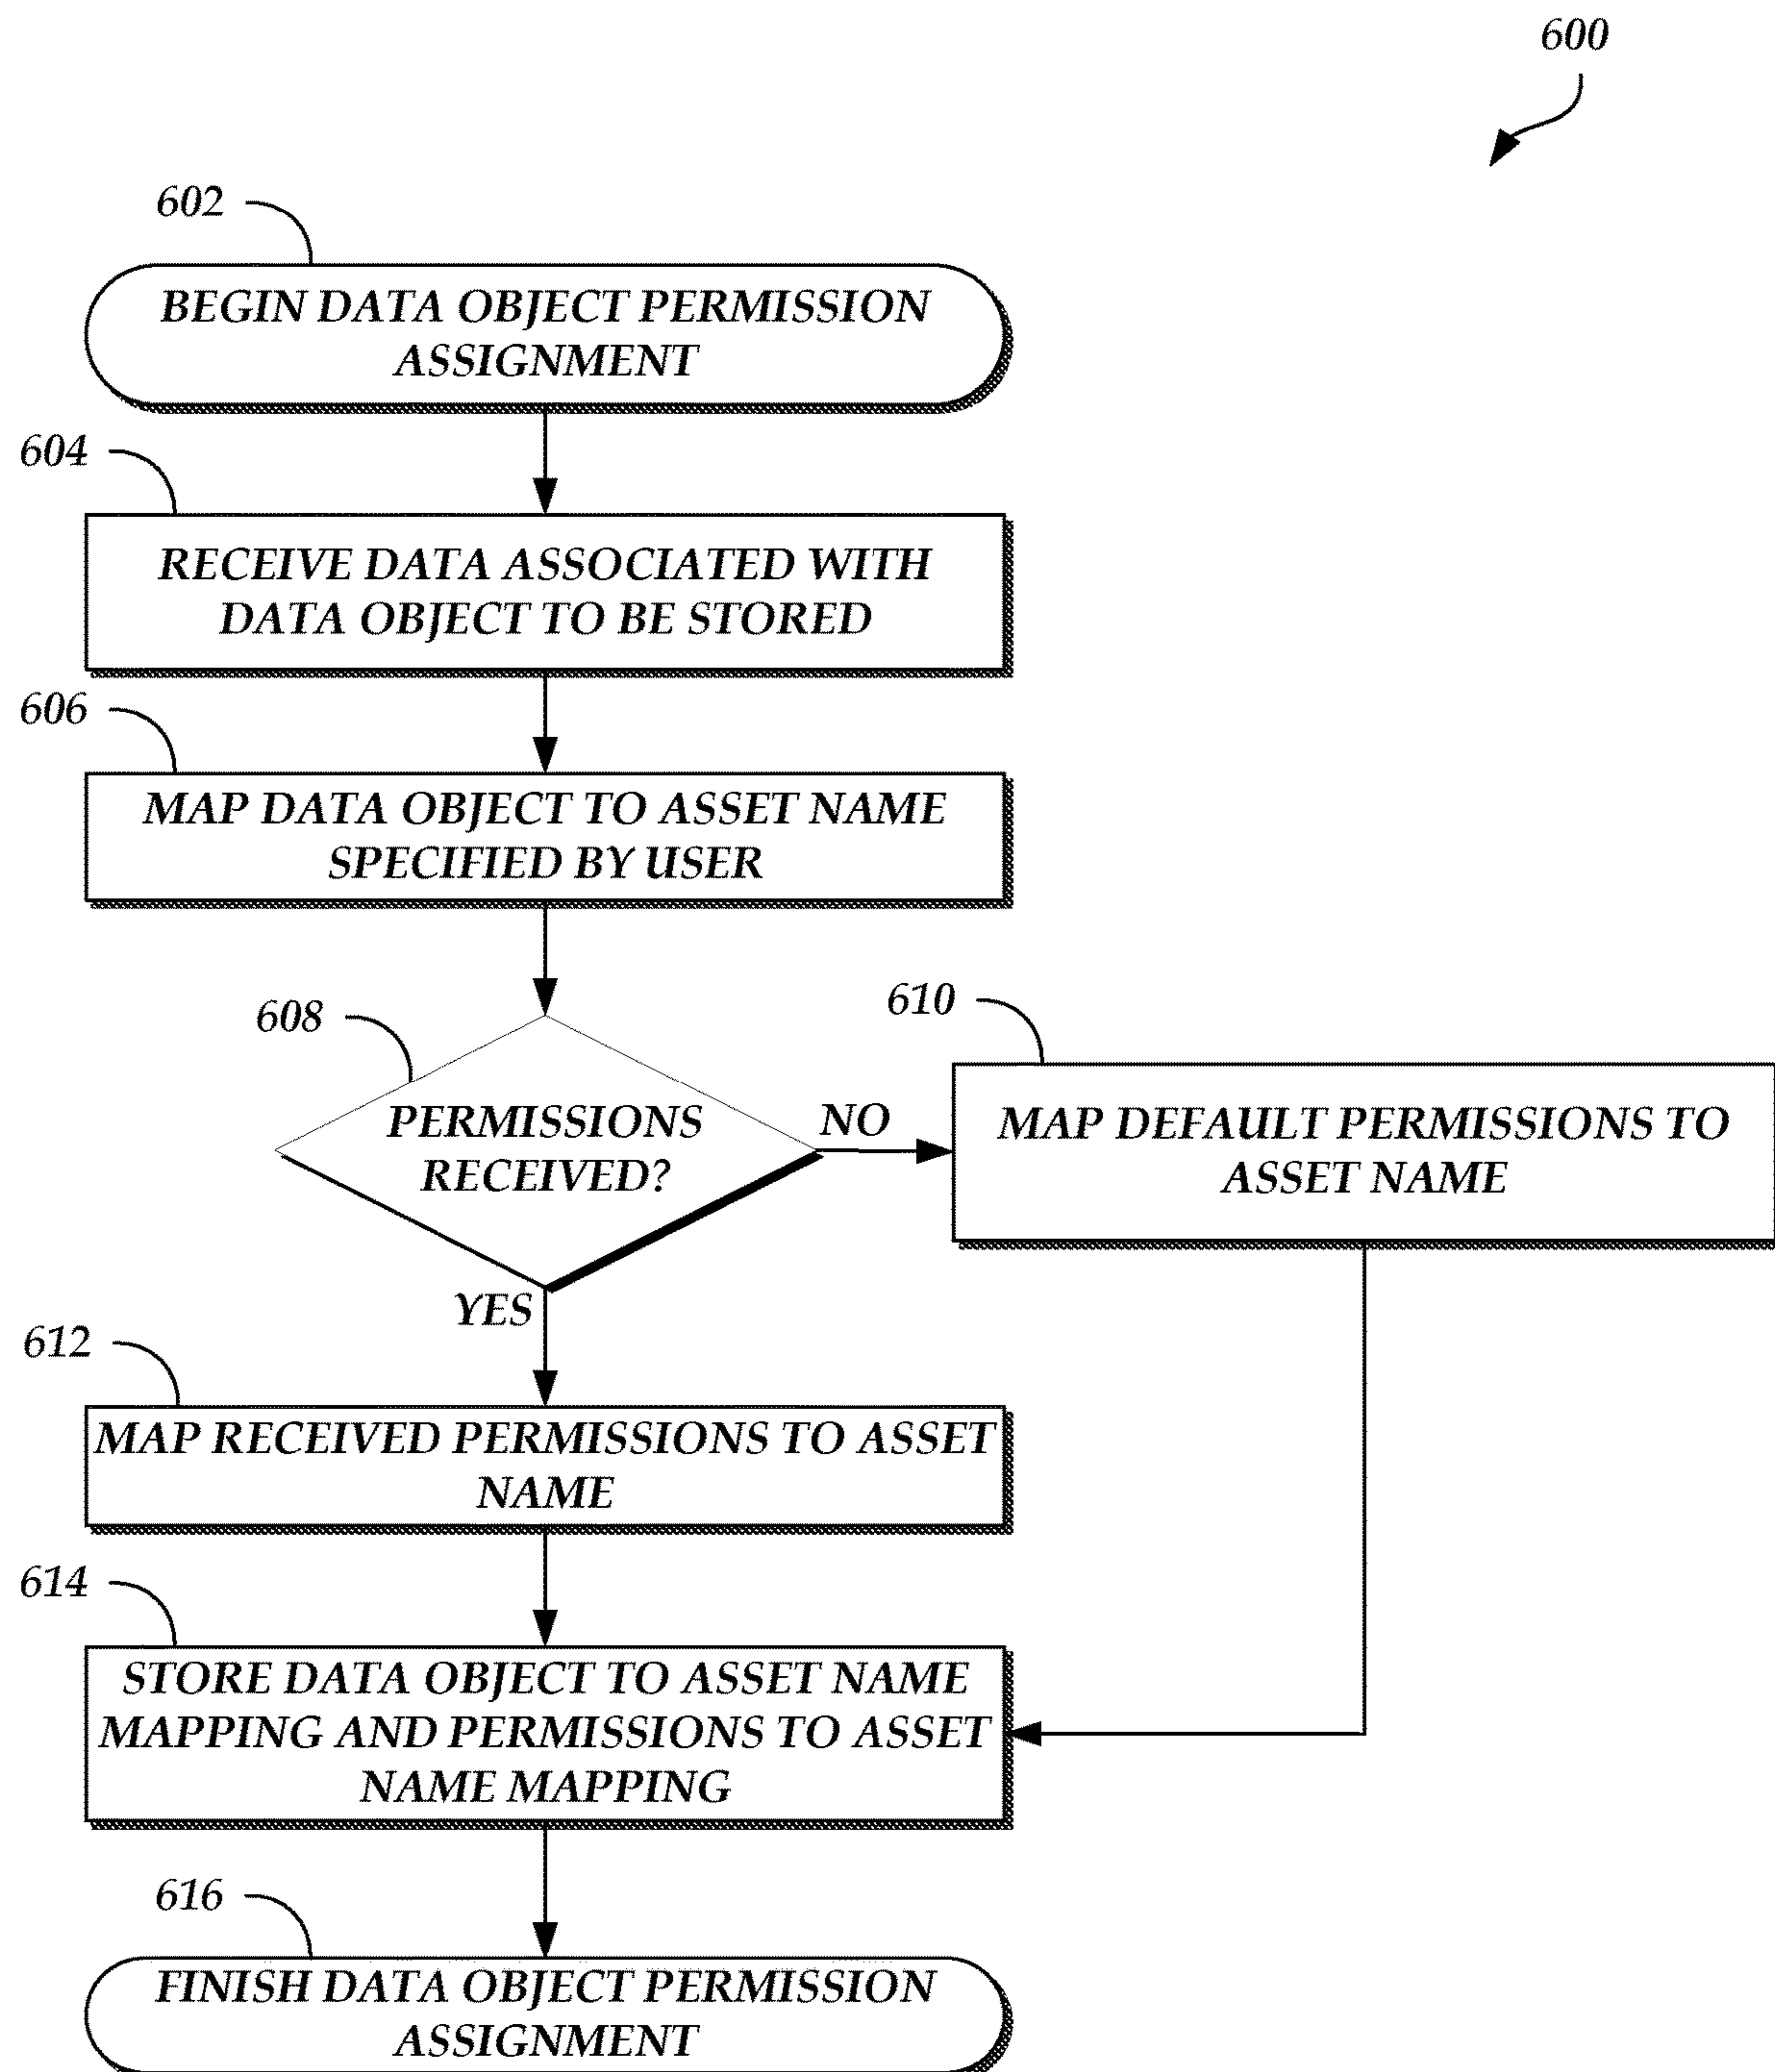 600
602
BEGIN DATA OBJECT PERMISSION
ASSIGNMENT
604
RECEIVE DATA ASSOCIATED WITH
DATA OBJECT TO BE STORED
606
MAP DATA OBJECT TO ASSET NAME
SPECIFIED BY USER
608
PERMISSIONS
RECEIVED?
NO
610
MAP DEFAULT PERMISSIONS TO
ASSET NAME
YES
612
MAP RECEIVED PERMISSIONS TO ASSET
NAME
614
STORE DATA OBJECT TO ASSET NAME
MAPPING AND PERMISSIONS TO ASSET
NAME MAPPING
616
FINISH DATA OBJECT PERMISSION
ASSIGNMENT